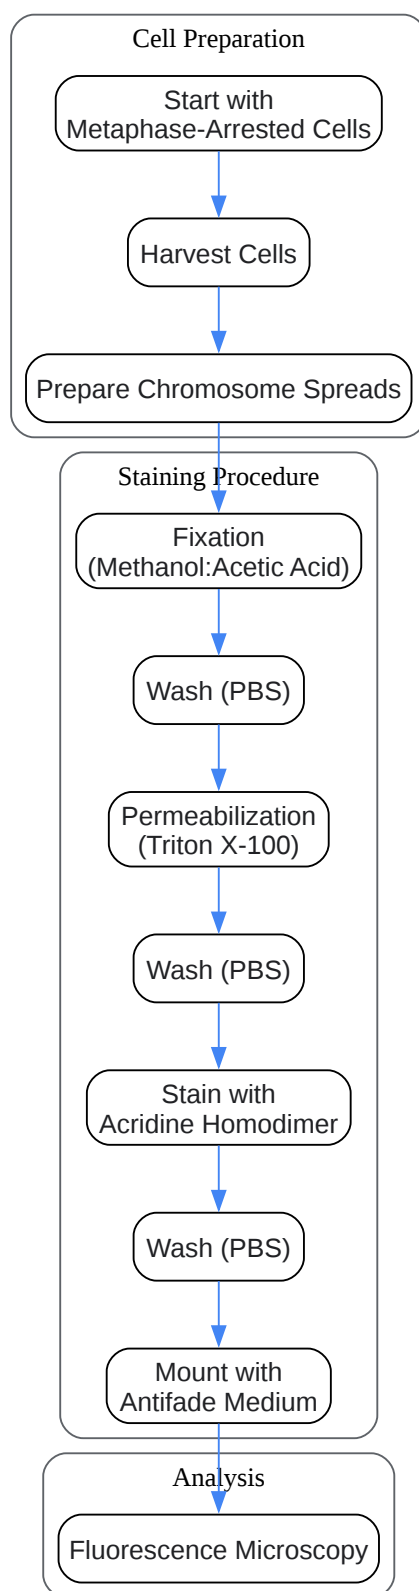 Cell Preparation
Start with
Metaphase-Arrested Cells
Harvest Cells
Prepare Chromosome Spreads
Staining Procedure
Fixation
(Methanol:Acetic Acid)
Wash (PBS)
Permeabilization
(Triton X-100)
Wash (PBS)
Stain with
Acridine Homodimer
Wash (PBS)
Mount with
Antifade Medium
Analysis
Fluorescence Microscopy